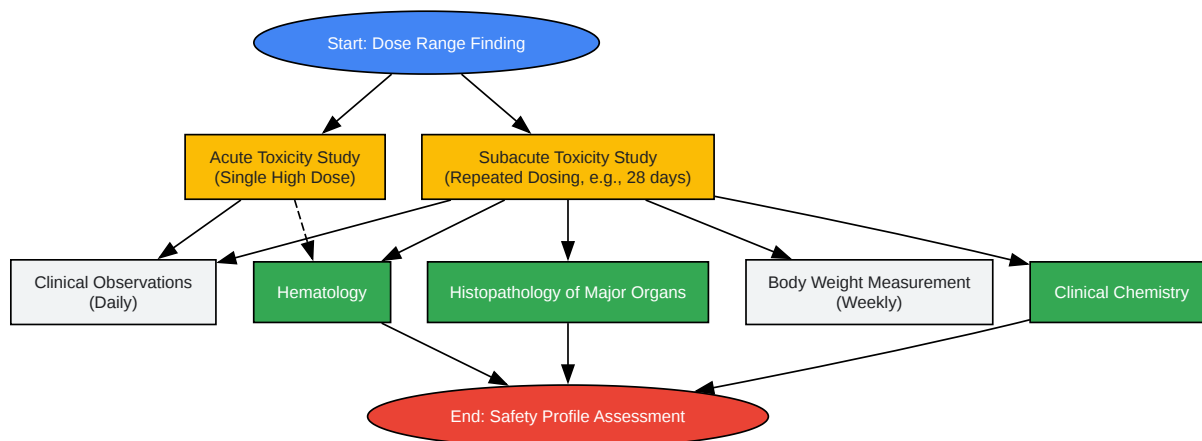 Start: Dose Range Finding
Acute Toxicity Study
(Single High Dose)
Subacute Toxicity Study
(Repeated Dosing, e.g., 28 days)
Clinical Observations
(Daily)
Hematology
Histopathology of Major Organs
Body Weight Measurement
(Weekly)
Clinical Chemistry
End: Safety Profile Assessment